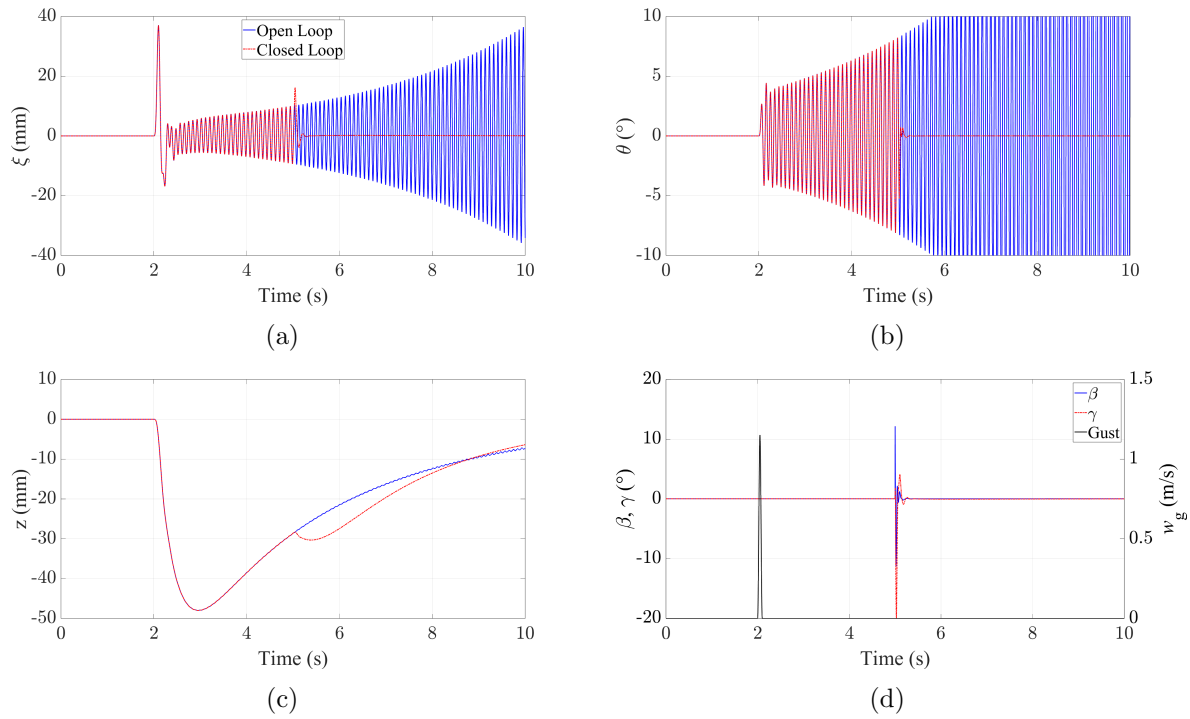 40
20
0
-20
-40
ξ (mm)
Open Loop
Closed Loop
0 2 4 6 8 10
Time (s)
(a)
10
5
0
-5
-10
θ (°)
0 2 4 6 8 10
Time (s)
(b)
10
0
-10
-20
-30
-40
-50
z (mm)
0 2 4 6 8 10
Time (s)
(c)
20
10
0
-10
-20
β, γ (°)
β
γ
Gust
1.5
1
0.5
0
w g (m/s)
0 2 4 6 8 10
Time (s)
(d)